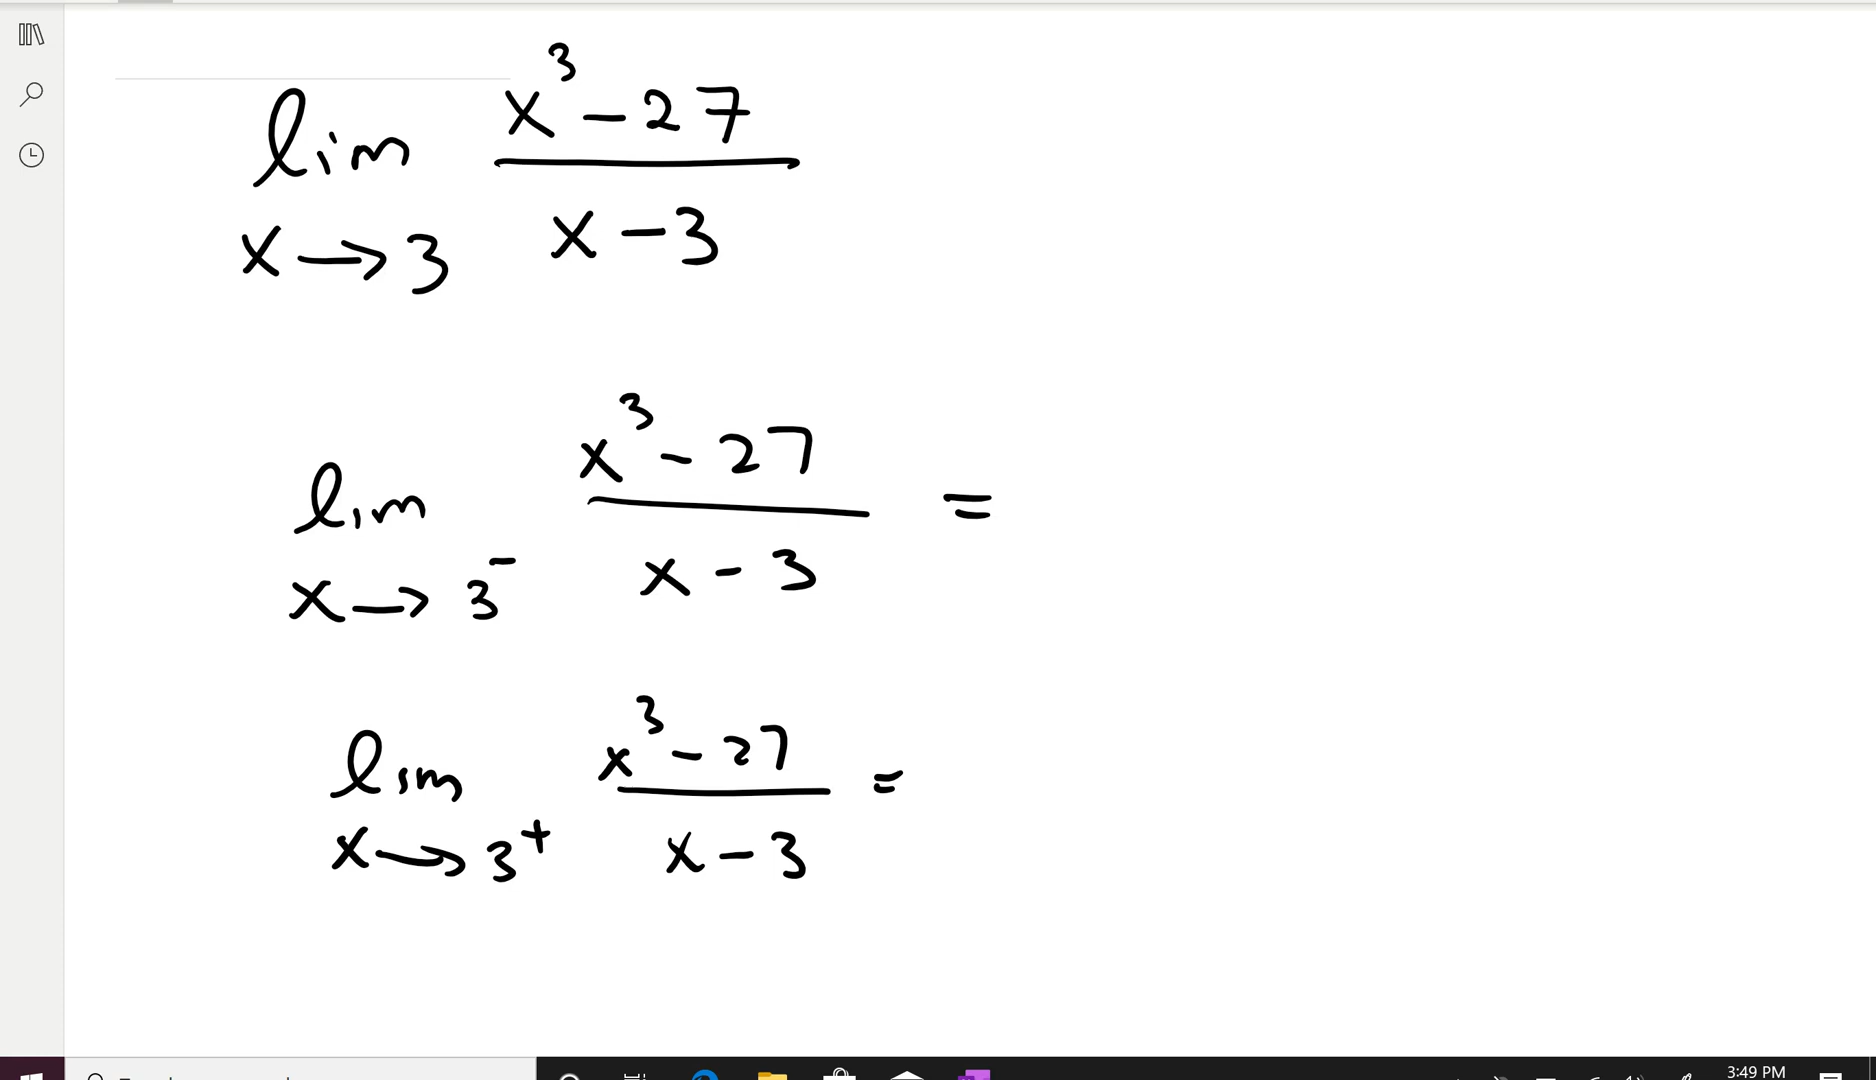 lim x→3 (x³ − 27)/(x − 3)
lim x→3⁻ (x³ − 27)/(x − 3) =
lim x→3⁺ (x³ − 27)/(x − 3) =
3:49 PM